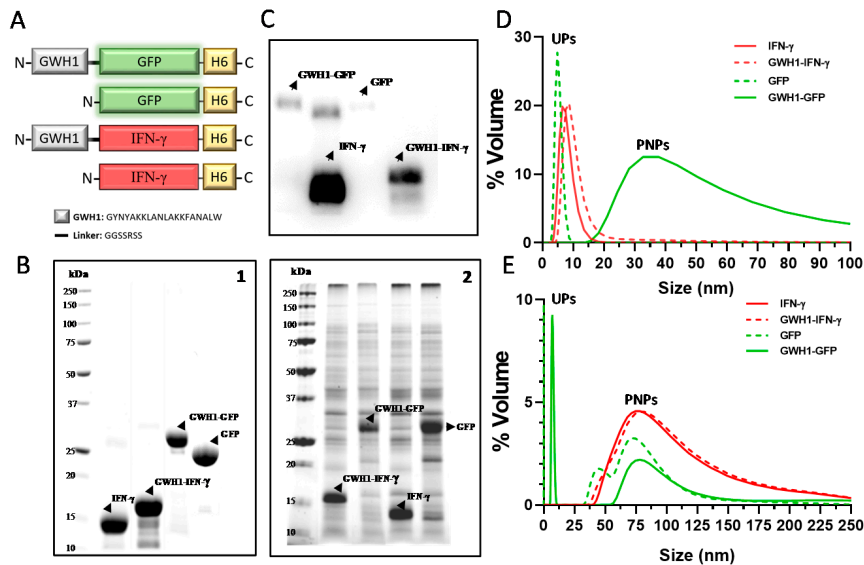 A
N- GWH1 GFP H6 -C
N- GFP H6 -C
N- GWH1 IFN-γ H6 -C
N- IFN-γ H6 -C
GWH1: GYNYAKKLANLAKKFANALW
Linker: GGSSRSS
B
kDa
1
250
150
100
75
50
37
25
20
15
10
GWH1-GFP
GFP
IFN-γ
GWH1-IFN-γ
kDa
2
250
150
100
75
50
37
25
20
15
10
GWH1-GFP
GFP
GWH1-IFN-γ
IFN-γ
C
GWH1-GFP
GFP
IFN-γ
GWH1-IFN-γ
D
UPs
PNPs
IFN-γ
GWH1-IFN-γ
GFP
GWH1-GFP
% Volume
30
20
10
0
0 10 20 30 40 50 60 70 80 90 100
Size (nm)
E
UPs
PNPs
IFN-γ
GWH1-IFN-γ
GFP
GWH1-GFP
% Volume
10
5
0
0 25 50 75 100 125 150 175 200 225 250
Size (nm)